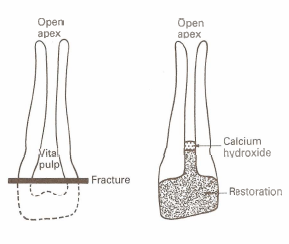 Open
apex
Open
apex
Vital
pulp
Fracture
Calcium
hydroxide
Restoration